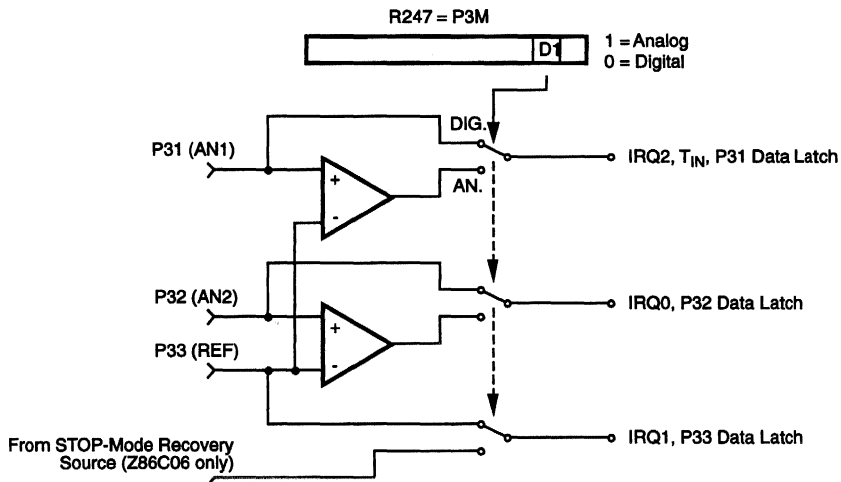 R247 = P3M
D1
1 = Analog
0 = Digital
DIG.
P31 (AN1)
IRQ2, TIN, P31 Data Latch
+
AN.
-
P32 (AN2)
IRQ0, P32 Data Latch
+
P33 (REF)
-
From STOP-Mode Recovery
Source (Z86C06 only)
IRQ1, P33 Data Latch